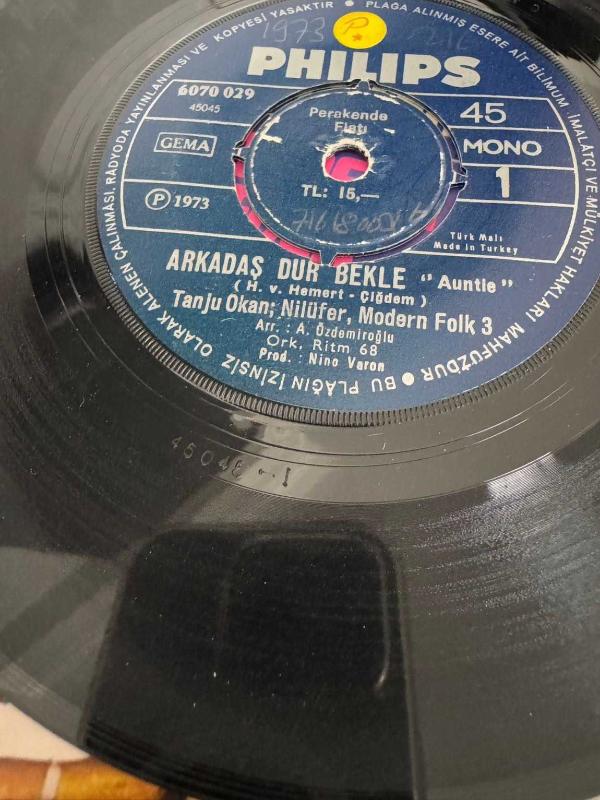 BU PLÂĞIN İZİNSİZ OLARAK ALENEN ÇALINMASI, RADYODA YAYINLANMASI VE KOPYESİ YASAKTIR • PLAĞA ALINMIŞ ESERE AİT BİLÜMUM İMALATÇI VE MÜLKİYET HAKLARI MAHFUZDUR •
1973
P
PHILIPS
6070 029
45045
45
GEMA
MONO
1
Perakende
Fiatı
TL: 15,—
Ⓟ 1973
Türk Malı
Made in Turkey
ARKADAŞ DUR BEKLE "Auntie"
( H. v. Hemert - Çiğdem )
Tanju Okan; Nilüfer, Modern Folk 3
Arr. : A. Özdemiroğlu
Ork. Ritm 68
Prod. : Nino Varon